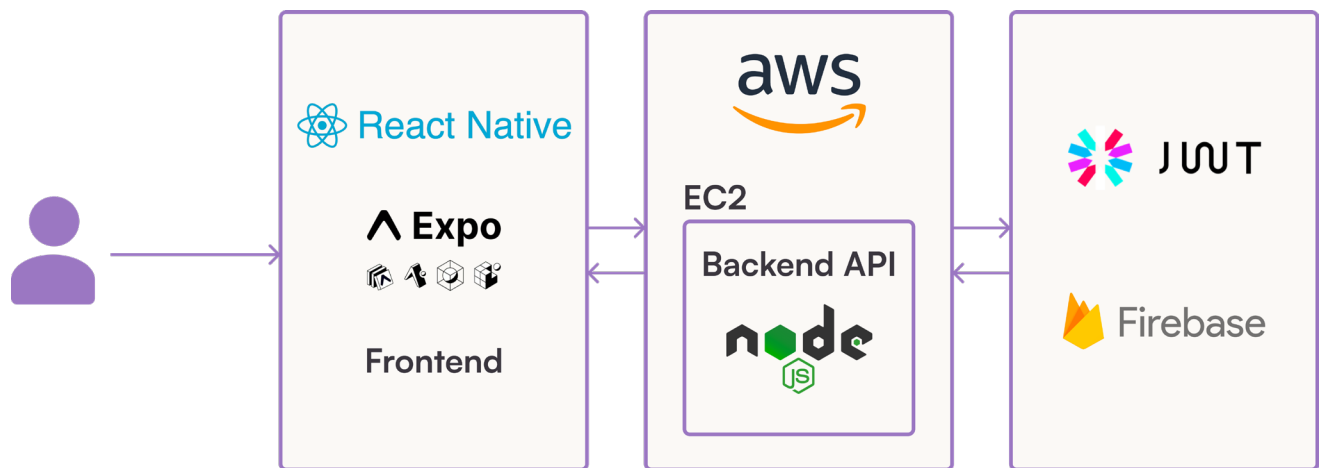 React Native
Expo
Frontend
aws
EC2
Backend API
node
JS
JWT
Firebase